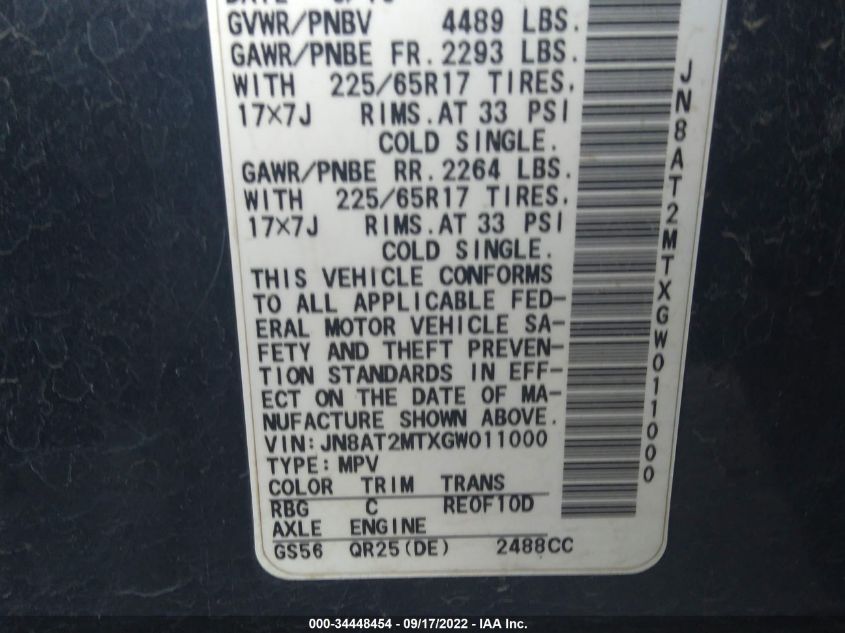 GVWR/PNBV 4489 LBS.
GAWR/PNBE FR. 2293 LBS.
WITH 225/65R17 TIRES.
17×7J RIMS. AT 33 PSI
COLD SINGLE.
GAWR/PNBE RR. 2264 LBS.
WITH 225/65R17 TIRES.
17×7J RIMS. AT 33 PSI
COLD SINGLE.
THIS VEHICLE CONFORMS
TO ALL APPLICABLE FED-
ERAL MOTOR VEHICLE SA-
FETY AND THEFT PREVEN-
TION STANDARDS IN EFF-
ECT ON THE DATE OF MA-
NUFACTURE SHOWN ABOVE.
VIN: JN8AT2MTXGW011000
TYPE: MPV
COLOR TRIM TRANS
RBG C RE0F10D
AXLE ENGINE
GS56 QR25(DE) 2488CC
JN8AT2MTXGW011000
000-34448454 - 09/17/2022 - IAA Inc.